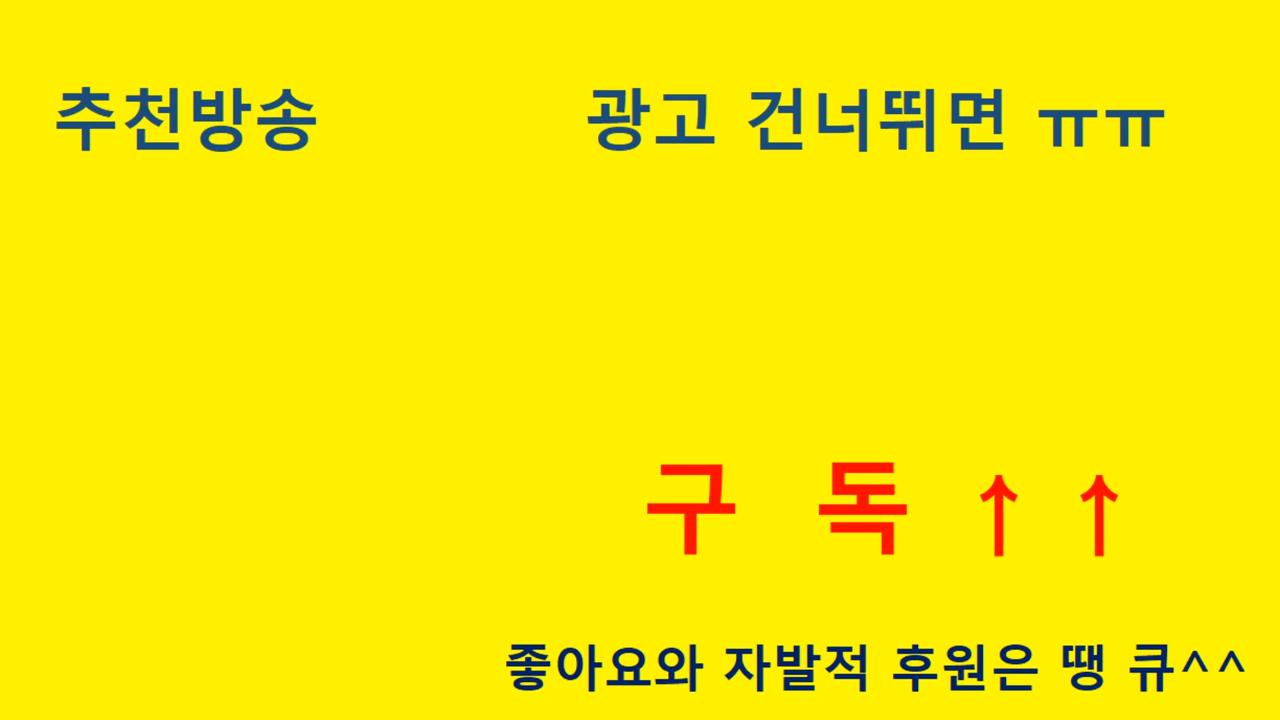 추천방송
광고 건너뛰면 ㅠㅠ
구 독 ↑ ↑
좋아요와 자발적 후원은 땡 큐^^